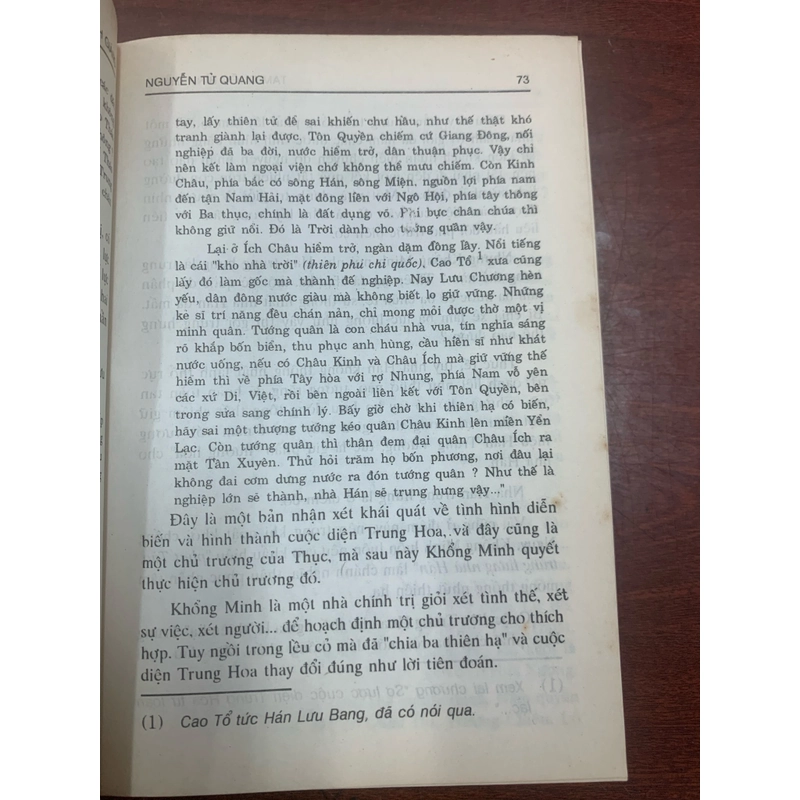 NGUYỄN TỬ QUANG 73
tay, lấy thiên tử để sai khiến chư hầu, như thế thật khó
tranh giành lại được. Tôn Quyền chiếm cứ Giang Đông, nối
nghiệp đã ba đời, nước hiểm trở, dân thuận phục. Vậy chỉ
nên kết làm ngoại viện chớ không thể mưu chiếm. Còn Kinh
Châu, phía bắc có sông Hán, sông Miện, nguồn lợi phía nam
đến tận Nam Hải, mặt đông liền với Ngô Hội, phía tây thông
với Ba thục, chính là đất dụng võ. Phi bực chân chúa thì
không giữ nổi. Đó là Trời dành cho tướng quân vậy.
Lại ở Ích Châu hiểm trở, ngàn dặm đồng lầy. Nổi tiếng
là cái "kho nhà trời" (thiên phủ chi quốc). Cao Tổ 1 xưa cũng
lấy đó làm gốc mà thành đế nghiệp. Nay Lưu Chương hèn
yếu, dân đông nước giàu mà không biết lo giữ vững. Những
kẻ sĩ trí năng đều chán nản, chỉ mong mỏi được thờ một vị
minh quân. Tướng quân là con cháu nhà vua, tín nghĩa sáng
rõ khắp bốn biển, thu phục anh hùng, cầu hiền sĩ như khát
nước uống, nếu có Châu Kinh và Châu Ích mà giữ vững thế
hiểm thì về phía Tây hòa với rợ Nhung, phía Nam vỗ yên
các xứ Di, Việt, rồi bên ngoài liên kết với Tôn Quyền, bên
trong sửa sang chính lý. Bấy giờ chờ khi thiên hạ có biến,
hãy sai một thượng tướng kéo quân Châu Kinh lên miền Yển
Lạc. Còn tướng quân thì thân đem đại quân Châu Ích ra
mặt Tần Xuyên. Thử hỏi trăm họ bốn phương, nơi đâu lại
không đai cơm dưng nước ra đón tướng quân ? Như thế là
nghiệp lớn sẽ thành, nhà Hán sẽ trung hưng vậy..."
Đây là một bản nhận xét khái quát về tình hình diễn
biến và hình thành cuộc diện Trung Hoa, và đây cũng là
một chủ trương của Thục, mà sau này Khổng Minh quyết
thực hiện chủ trương đó.
Khổng Minh là một nhà chính trị giỏi xét tình thế, xét
sự việc, xét người... để hoạch định một chủ trương cho thích
hợp. Tuy ngồi trong lều cỏ mà đã "chia ba thiên hạ" và cuộc
diện Trung Hoa thay đổi đúng như lời tiên đoán.
(1) Cao Tổ tức Hán Lưu Bang, đã có nói qua.